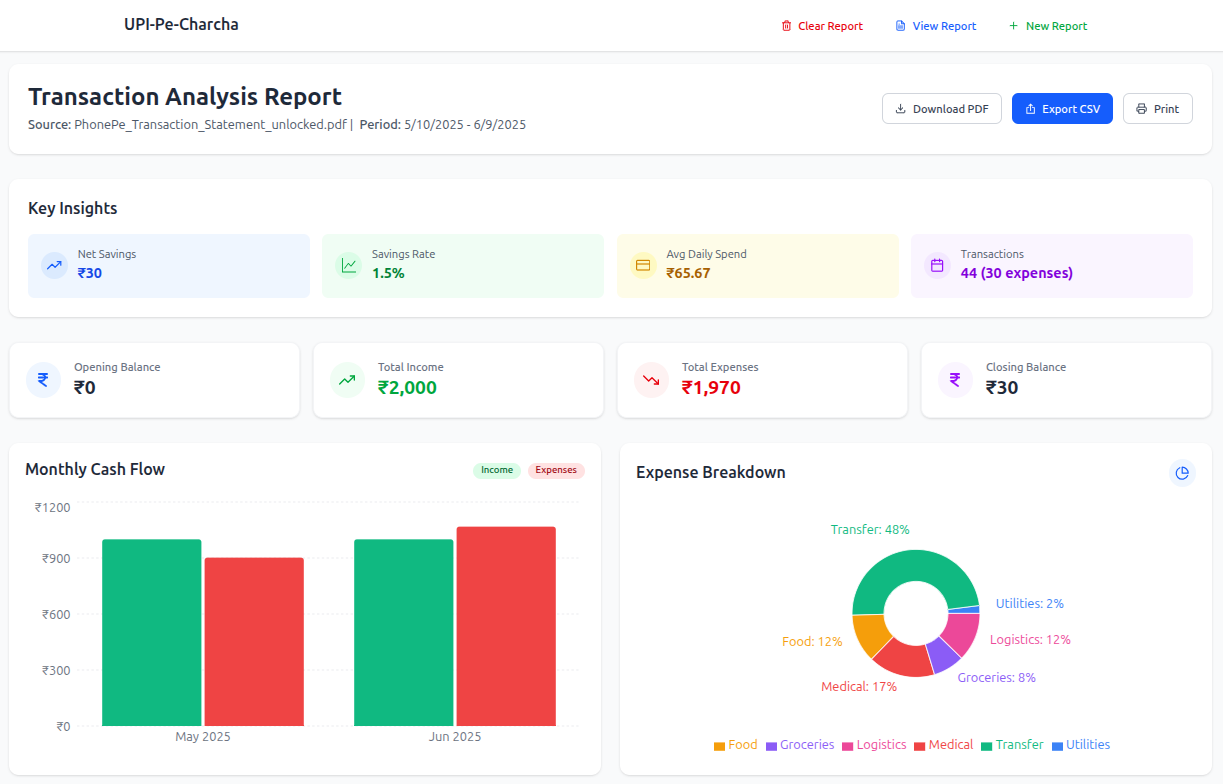 UPI-Pe-Charcha
Clear Report
View Report
New Report
Transaction Analysis Report
Source: PhonePe_Transaction_Statement_unlocked.pdf | Period: 5/10/2025 - 6/9/2025
Download PDF
Export CSV
Print
Key Insights
Net Savings
₹30
Savings Rate
1.5%
Avg Daily Spend
₹65.67
Transactions
44 (30 expenses)
Opening Balance
₹0
Total Income
₹2,000
Total Expenses
₹1,970
Closing Balance
₹30
Monthly Cash Flow
Income
Expenses
₹1200
₹900
₹600
₹300
₹0
May 2025
Jun 2025
Expense Breakdown
Transfer: 48%
Utilities: 2%
Logistics: 12%
Food: 12%
Groceries: 8%
Medical: 17%
Food
Groceries
Logistics
Medical
Transfer
Utilities